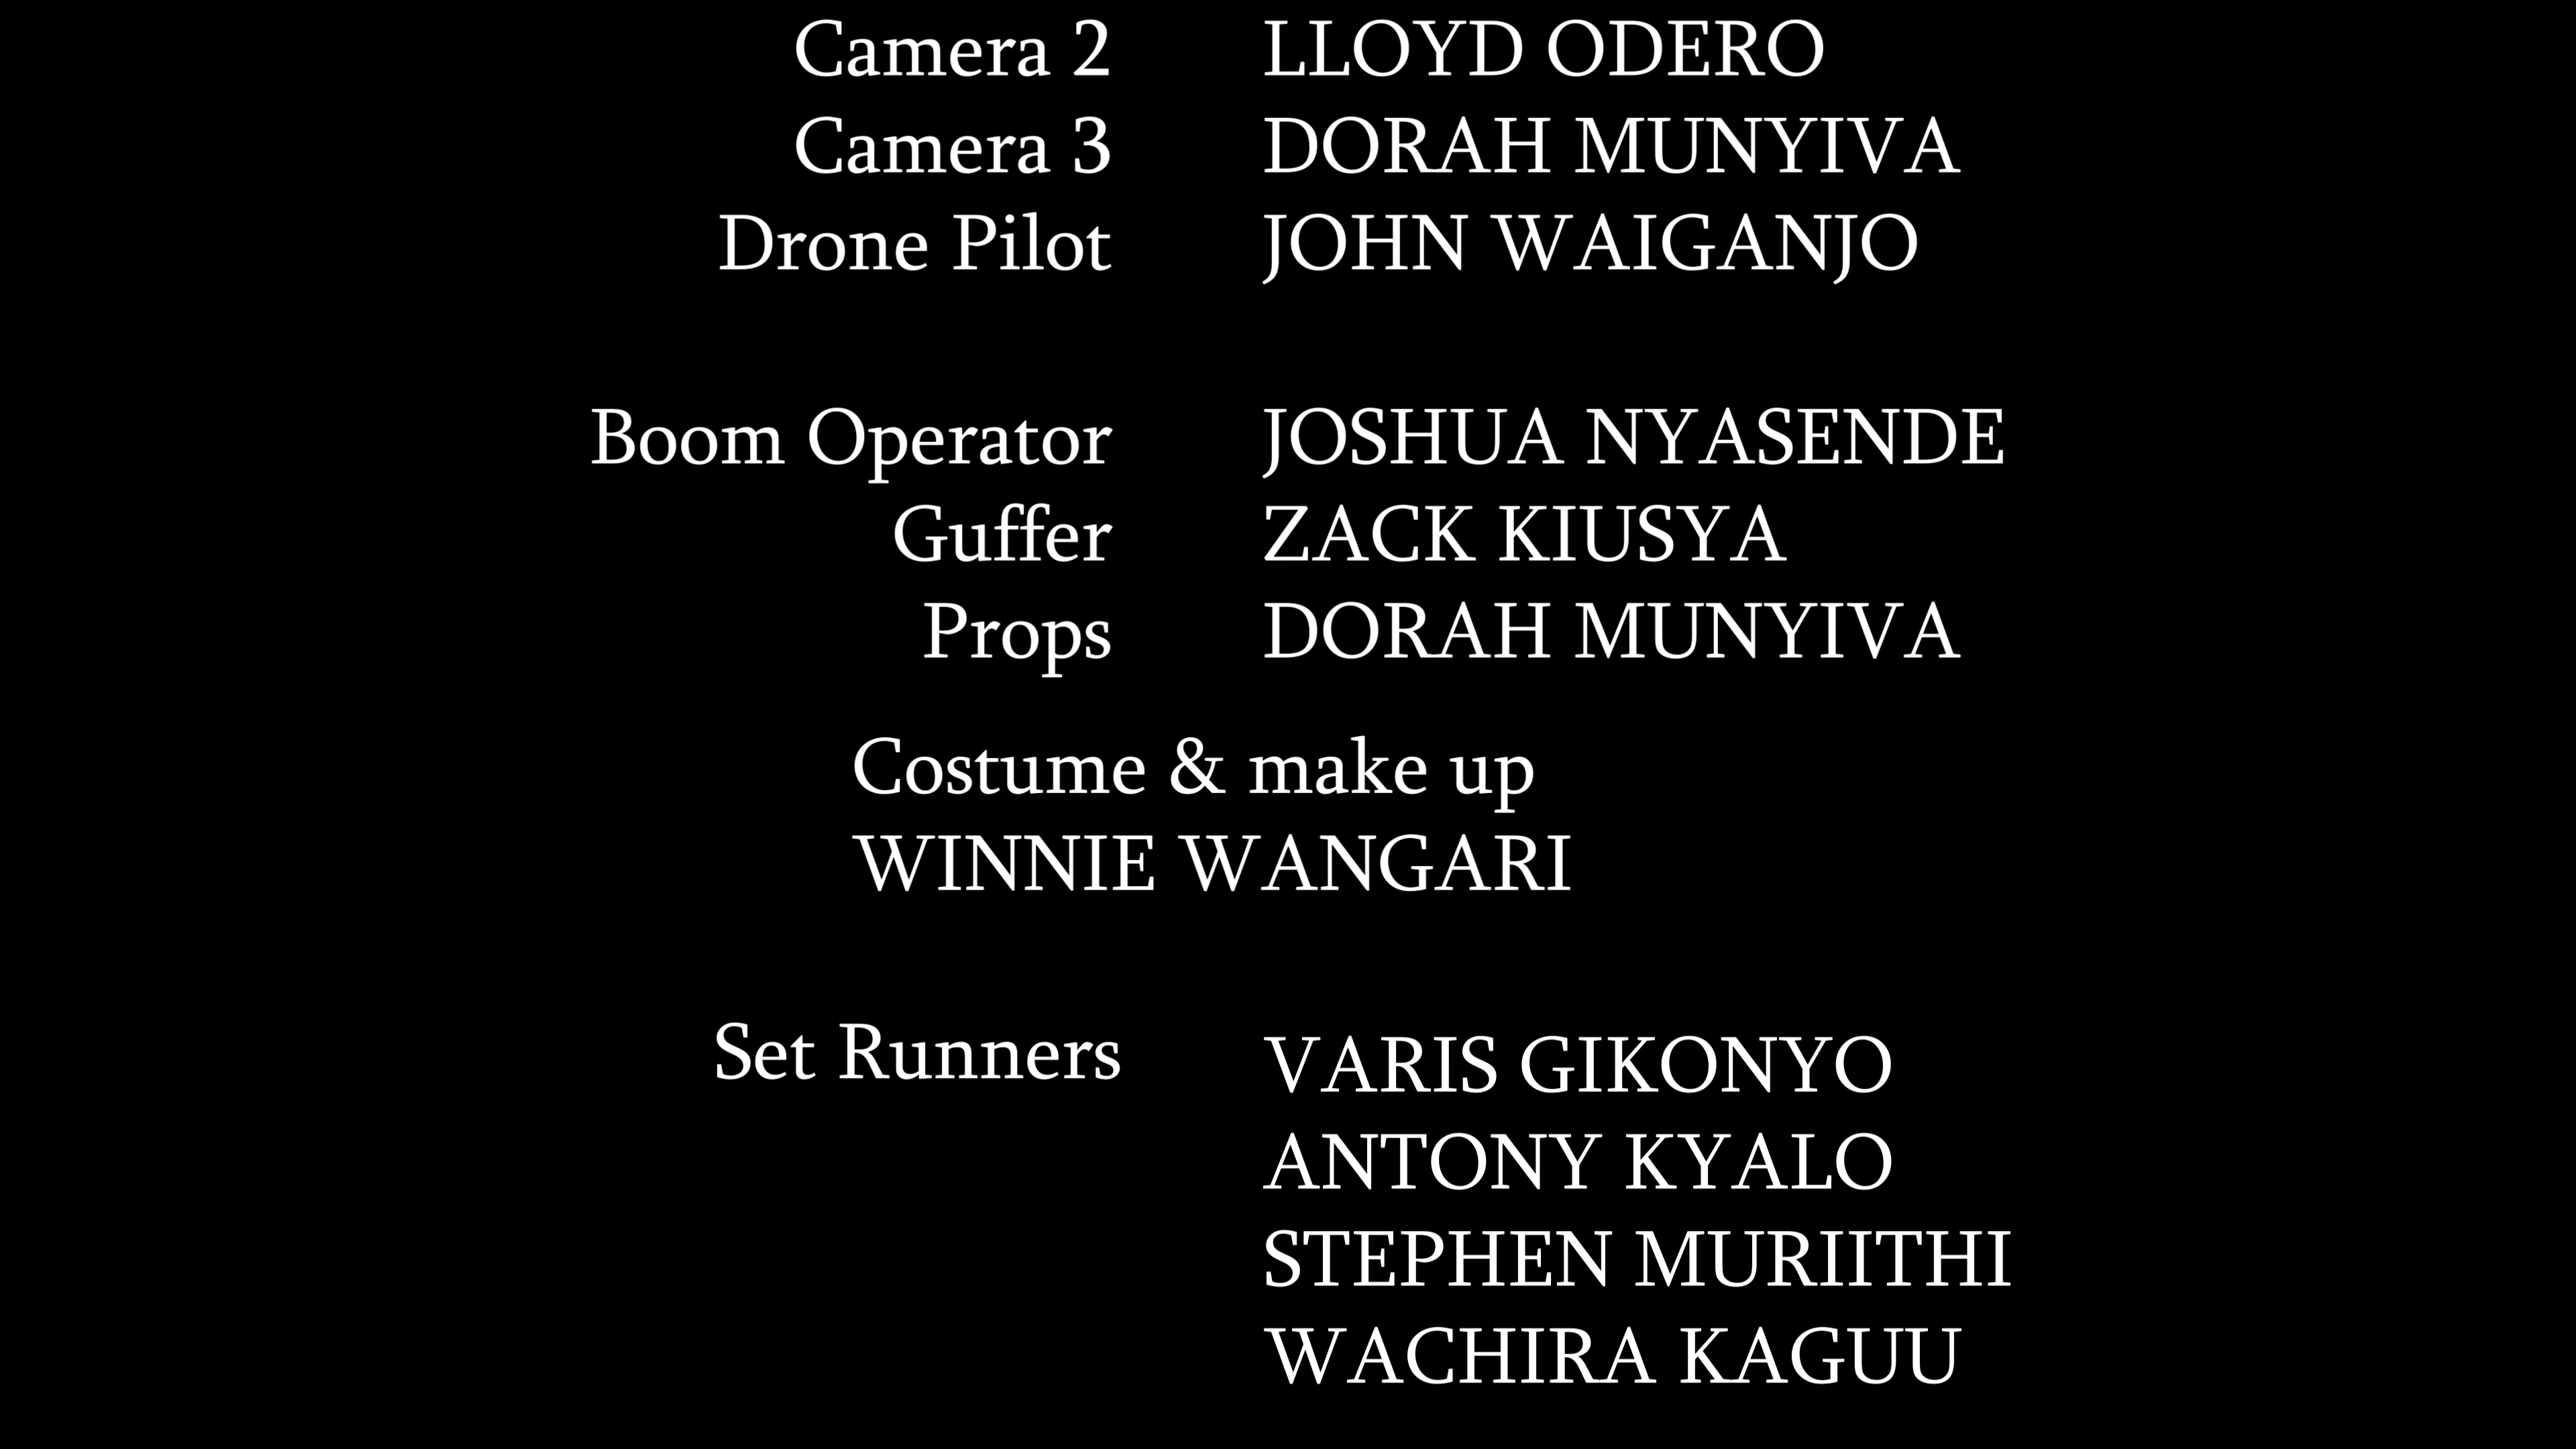 Camera 2 LLOYD ODERO
Camera 3 DORAH MUNYIVA
Drone Pilot JOHN WAIGANJO
Boom Operator JOSHUA NYASENDE
Guffer ZACK KIUSYA
Props DORAH MUNYIVA
Costume & make up
WINNIE WANGARI
Set Runners VARIS GIKONYO
ANTONY KYALO
STEPHEN MURIITHI
WACHIRA KAGUU